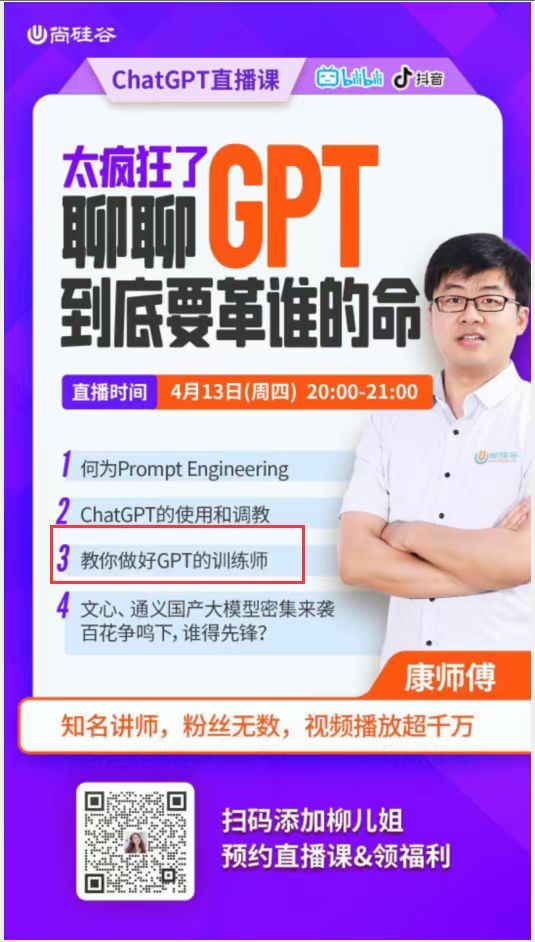 尚硅谷
ChatGPT直播课 bilibili 抖音
太疯狂了
聊聊GPT
到底要革谁的命
直播时间 4月13日(周四) 20:00-21:00
尚硅谷
1 何为Prompt Engineering
2 ChatGPT的使用和调教
3 教你做好GPT的训练师
4 文心、通义国产大模型密集来袭
百花争鸣下，谁得先锋？
康师傅
知名讲师，粉丝无数，视频播放超千万
扫码添加柳儿姐
预约直播课&领福利